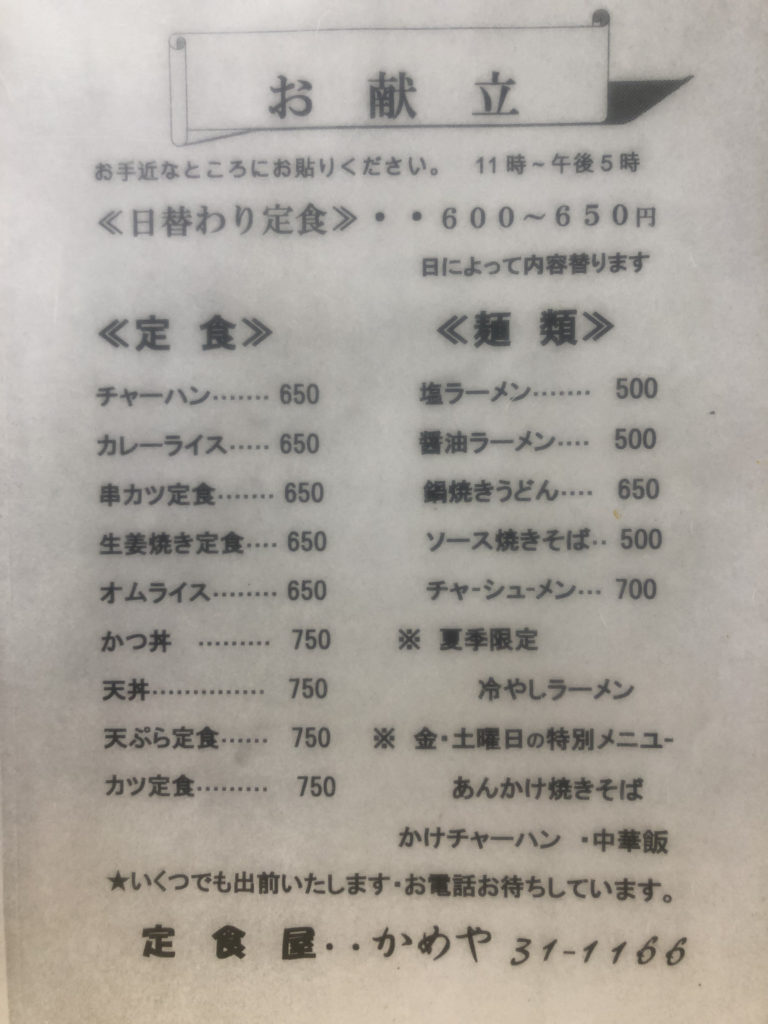 お献立
お手近なところにお貼りください。 11時~午後5時
≪日替わり定食≫・・600~650円
日によって内容替ります
≪定 食≫
チャーハン······· 650
カレーライス····· 650
串カツ定食······· 650
生姜焼き定食···· 650
オムライス········ 650
かつ丼 ········· 750
天丼·············· 750
天ぷら定食······ 750
カツ定食········· 750
≪麺 類≫
塩ラーメン······· 500
醤油ラーメン···· 500
鍋焼きうどん···· 650
ソース焼きそば·· 500
チャ-シュ-メン··· 700
※ 夏季限定
冷やしラーメン
※ 金・土曜日の特別メニュ-
あんかけ焼きそば
かけチャーハン ・中華飯
★いくつでも出前いたします・お電話お待ちしています。
定食屋··かめや 31-1166